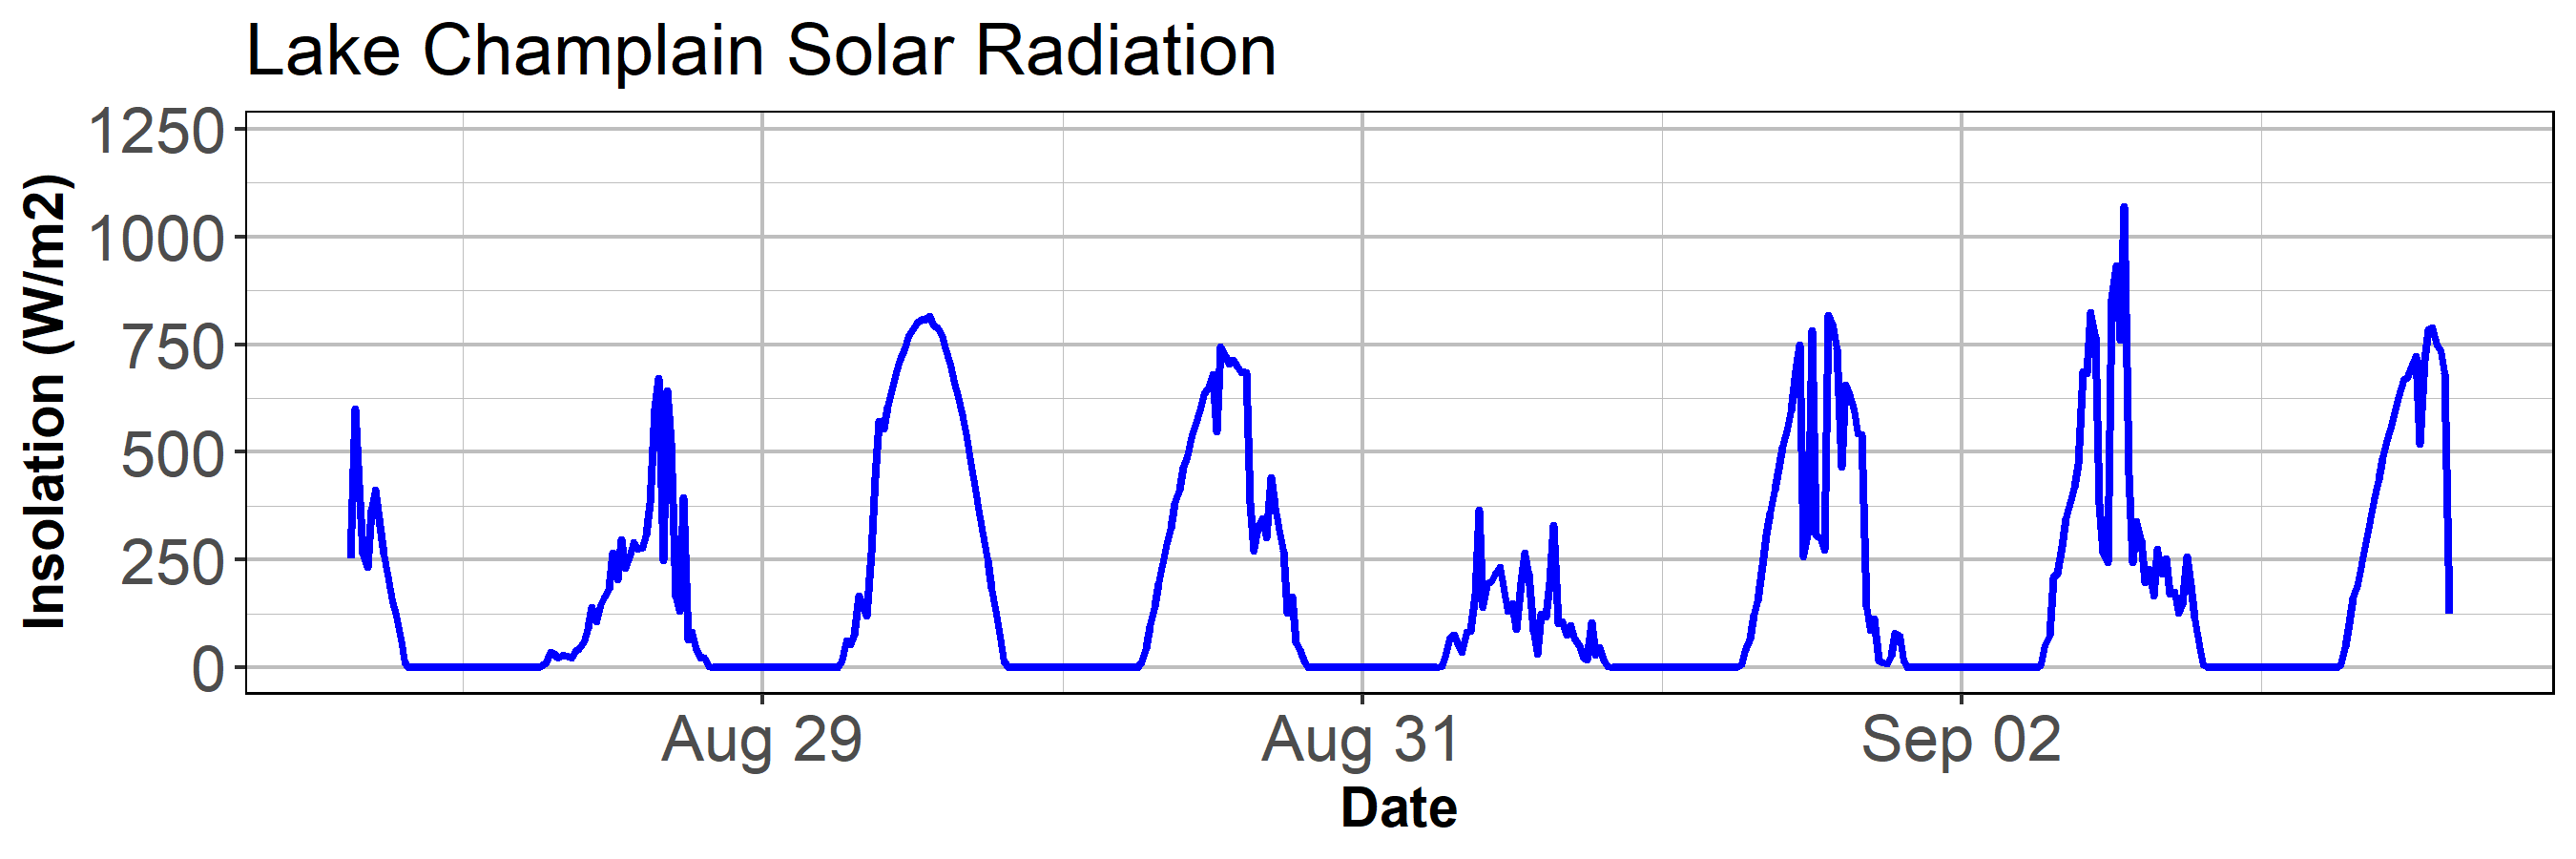 Lake Champlain Solar Radiation
1250
1000
750
500
250
0
Insolation (W/m2)
Aug 29
Aug 31
Sep 02
Date